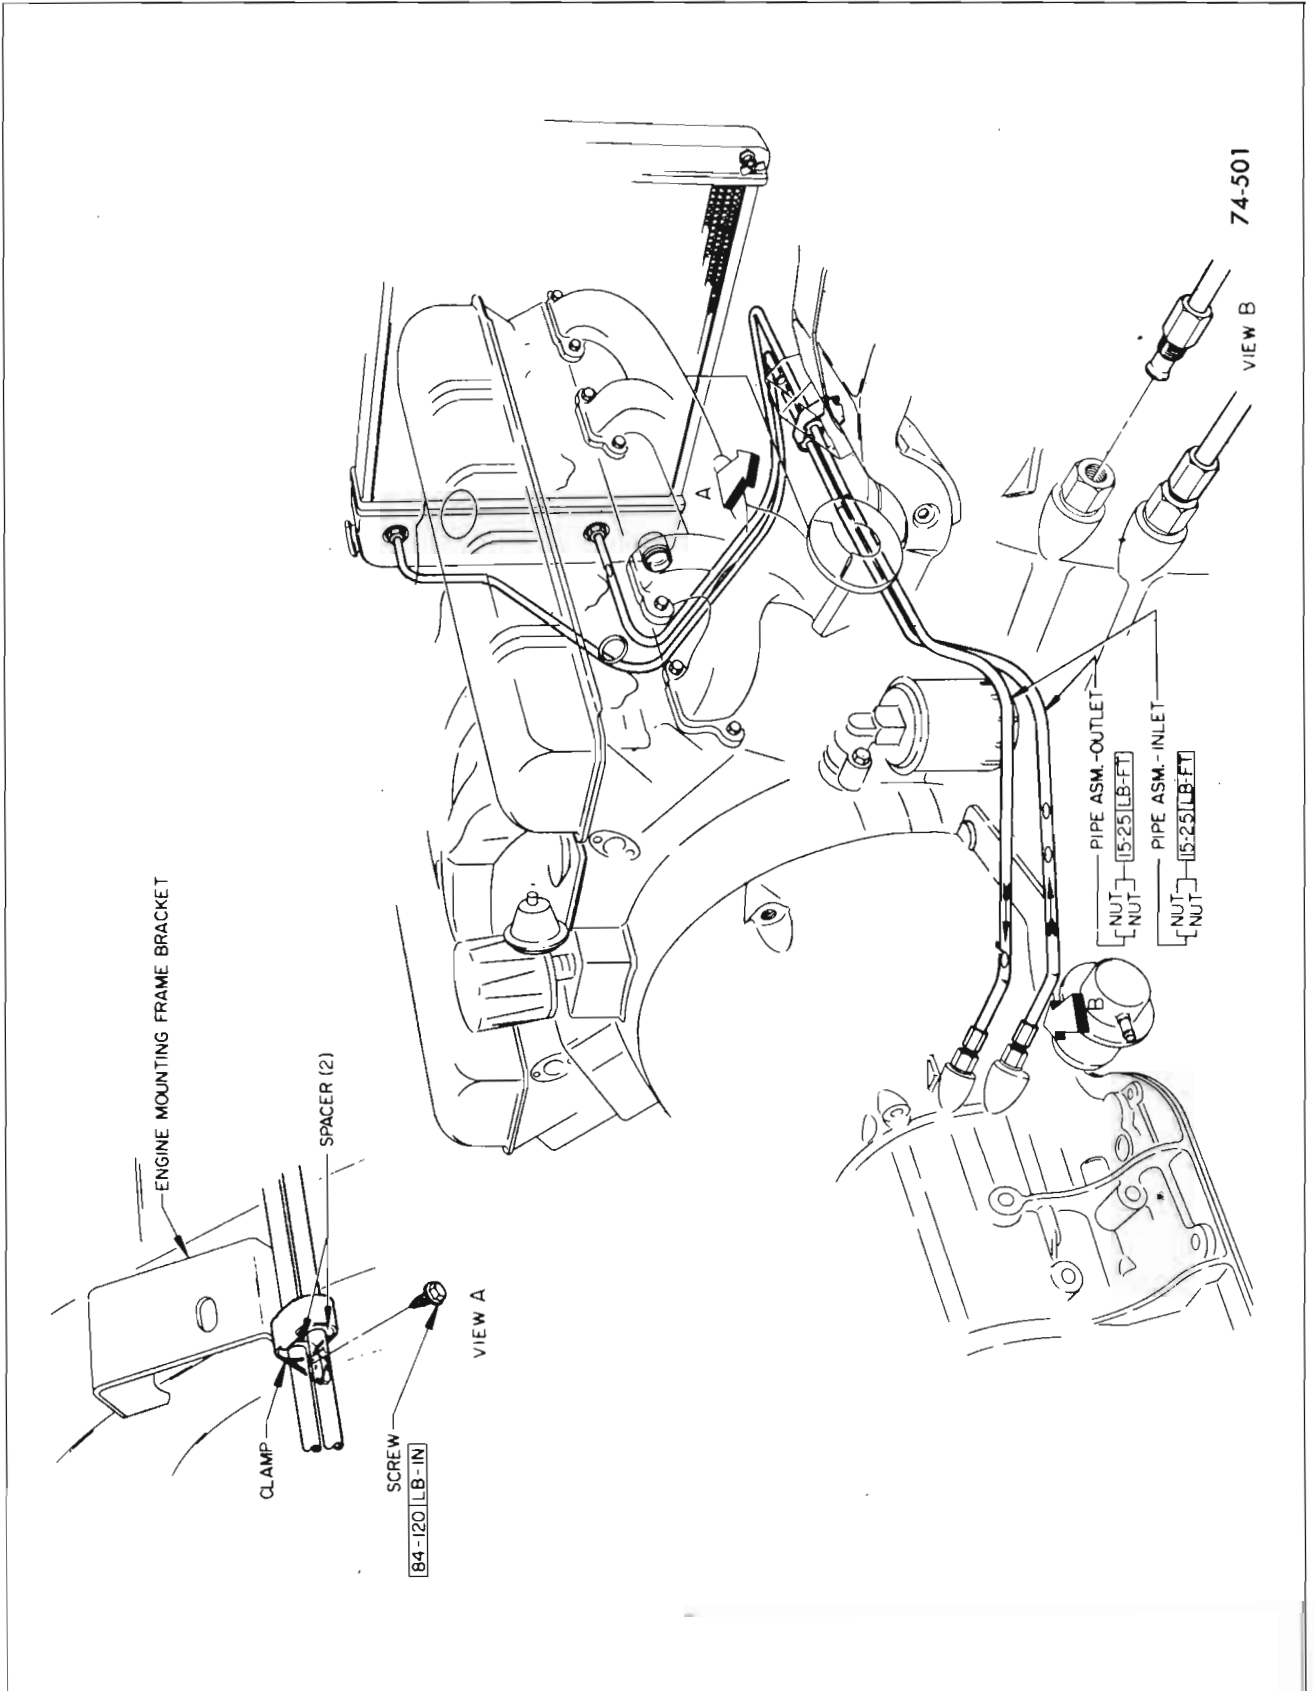 ENGINE MOUNTING FRAME BRACKET
SPACER (2)
CLAMP
SCREW
84-120 LB-IN
VIEW A
A
PIPE ASM.-OUTLET
NUT
NUT
15-25 LB-FT
PIPE ASM.-INLET
NUT
NUT
15-25 LB-FT
B
VIEW B
74-501